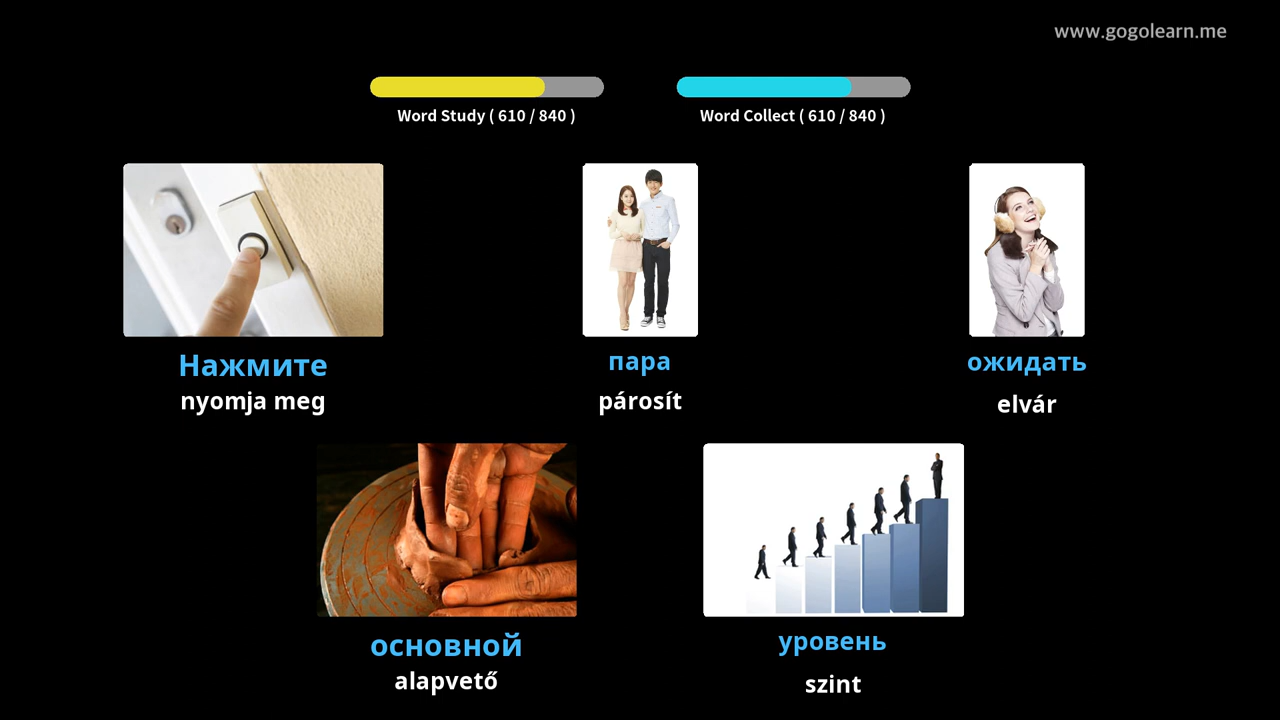 www.gogolearn.me
Word Study ( 610 / 840 )
Word Collect ( 610 / 840 )
Нажмите
nyomja meg
пара
párosít
ожидать
elvár
основной
alapvető
уровень
szint